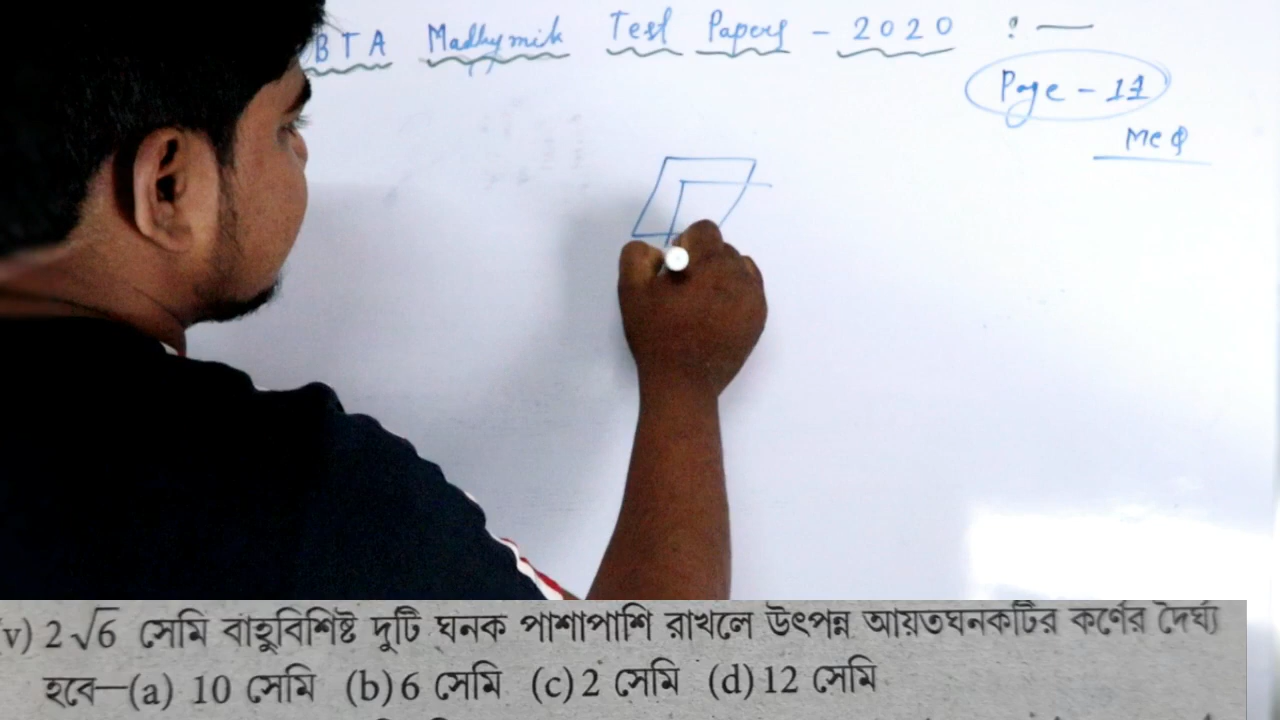 BTA Madhymik Test Papers - 2020 : —
Page - 11
MCQ
v) 2√6 সেমি বাহুবিশিষ্ট দুটি ঘনক পাশাপাশি রাখলে উৎপন্ন আয়তঘনকটির কর্ণের দৈর্ঘ্য
হবে—(a) 10 সেমি (b) 6 সেমি (c) 2 সেমি (d) 12 সেমি